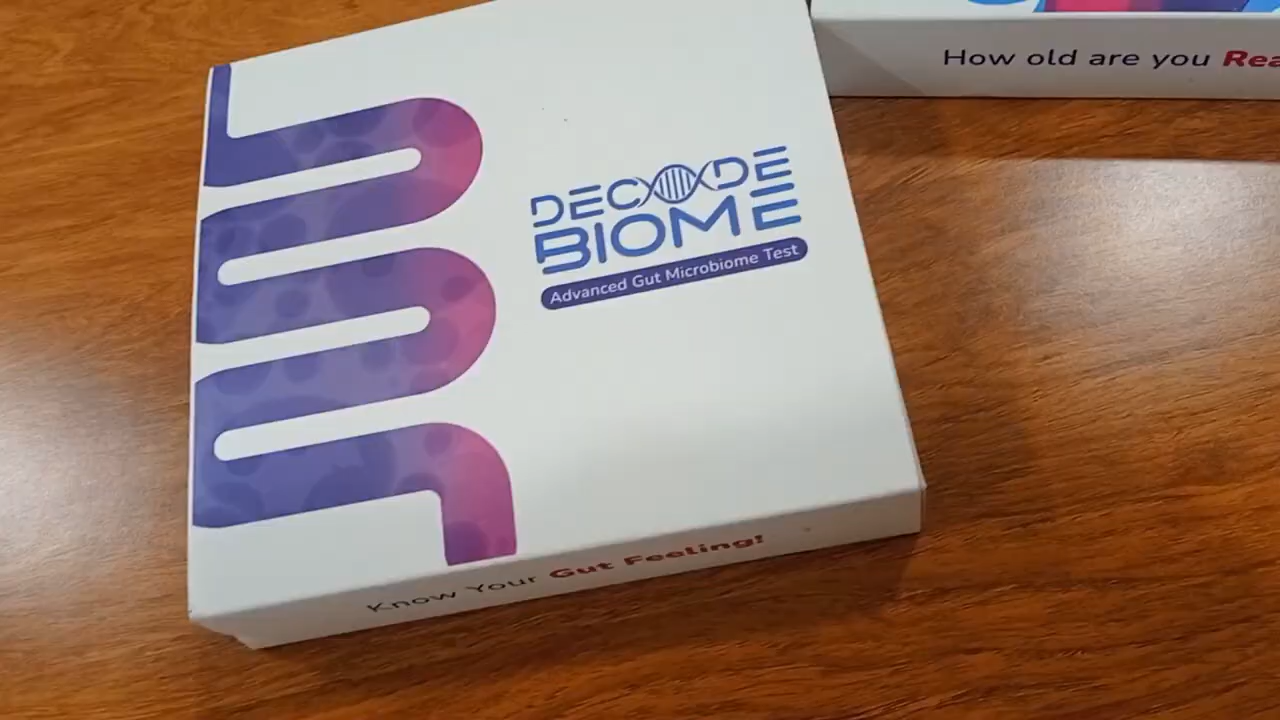 How old are you
DECODE
BIOME
Advanced Gut Microbiome Test
Know Your Gut Feeling!